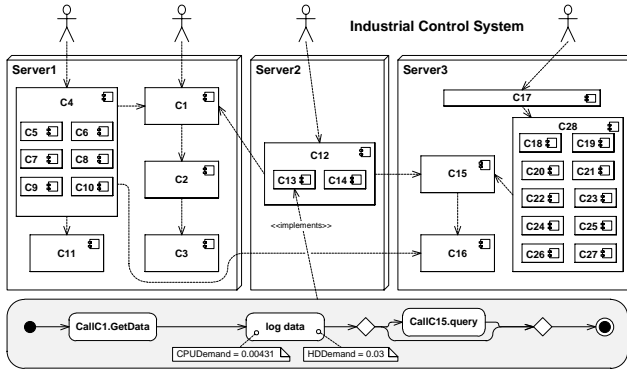 Industrial Control System
Server1
Server2
Server3
C4
C5
C6
C7
C8
C9
C10
C11
C1
C2
C3
C12
C13
C14
<<implements>>
C15
C16
C17
C28
C18
C19
C20
C21
C22
C23
C24
C25
C26
C27
CallC1.GetData
log data
CallC15.query
CPUDemand = 0.00431
HDDemand = 0.03